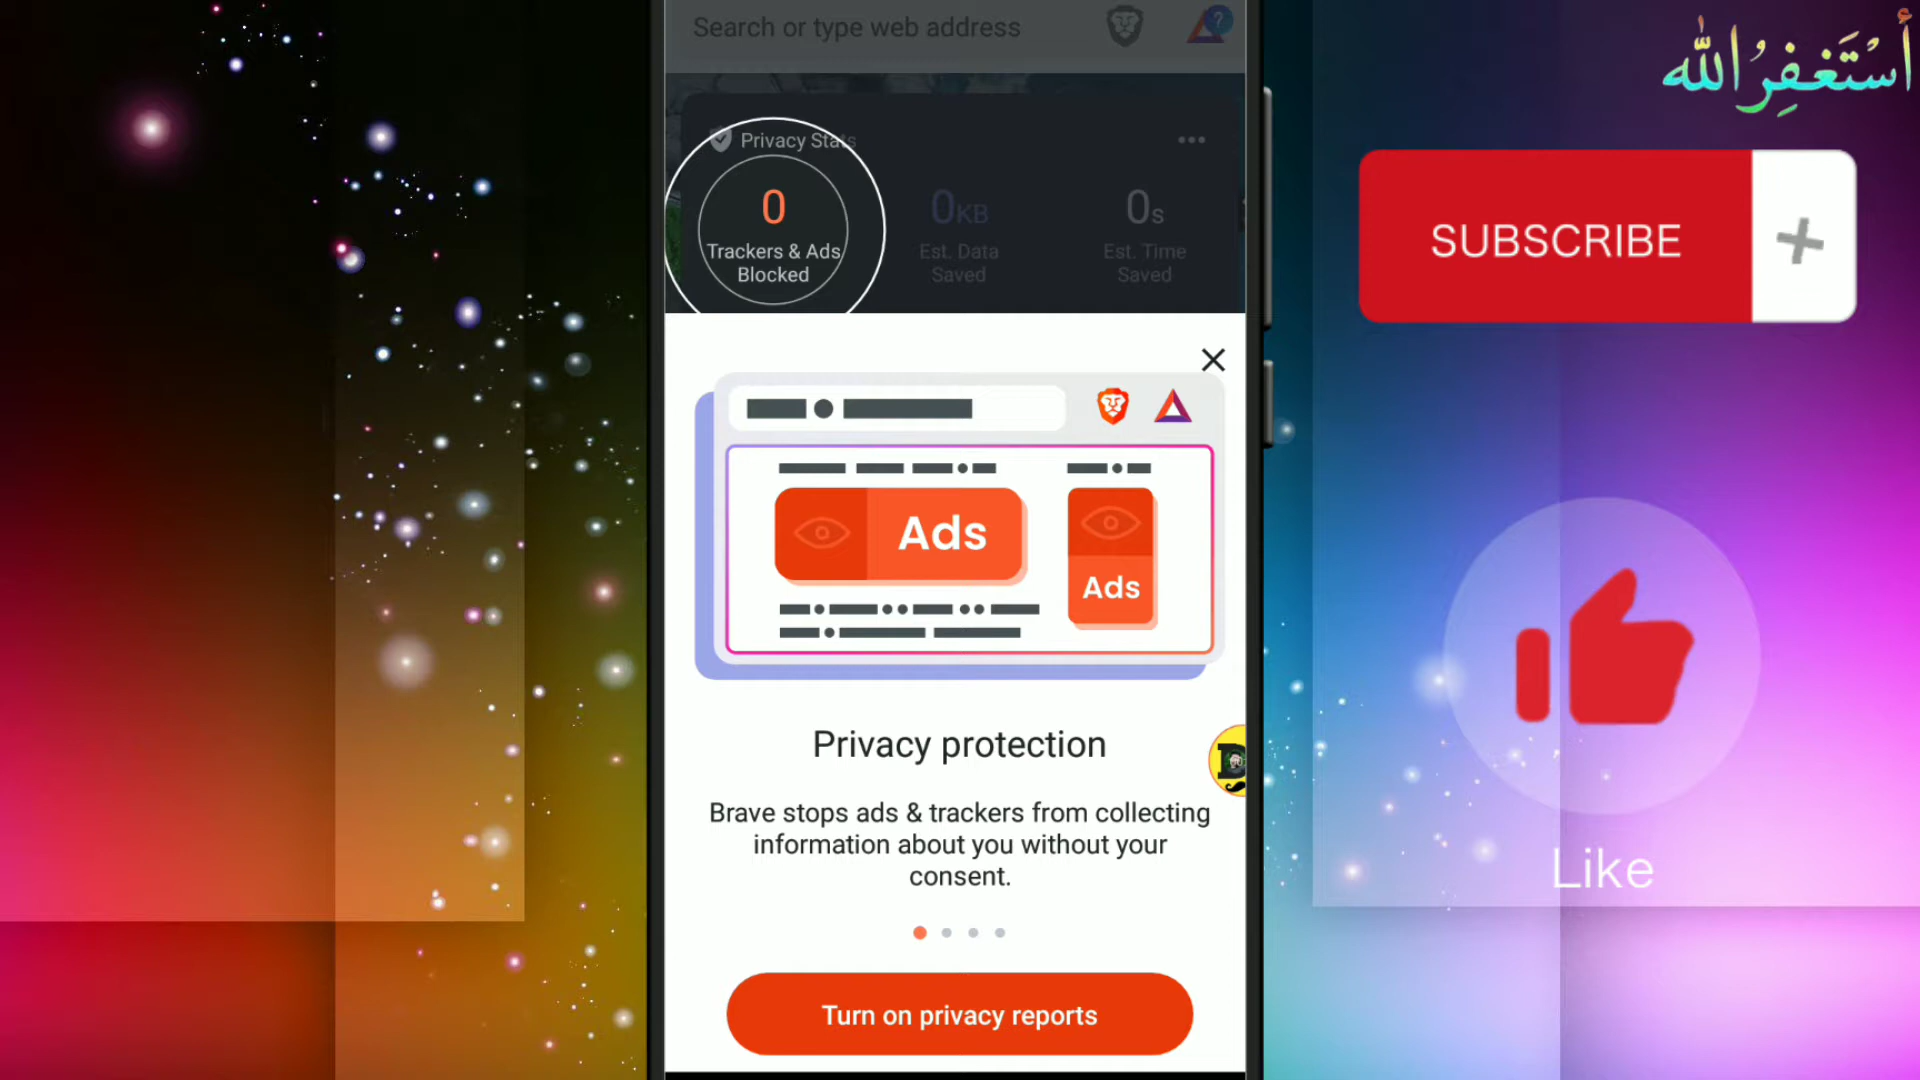 Search or type web address
أَسْتَغْفِرُ اللّٰه
Privacy Stats
0
Trackers & Ads
Blocked
0KB
Est. Data
Saved
0s
Est. Time
Saved
SUBSCRIBE +
Ads
Ads
Privacy protection
Brave stops ads & trackers from collecting
information about you without your
consent.
Like
Turn on privacy reports